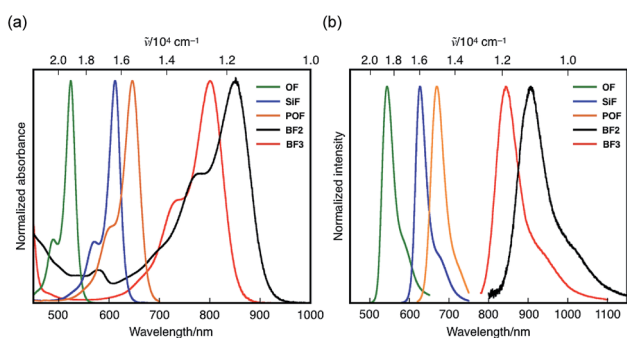 (a)
ν̃/10⁴ cm⁻¹
2.0 1.8 1.6 1.4 1.2 1.0
Normalized absorbance
OF
SiF
POF
BF2
BF3
500 600 700 800 900 1000
Wavelength/nm
(b)
ν̃/10⁴ cm⁻¹
2.0 1.8 1.6 1.4 1.2 1.0
Normalized intensity
OF
SiF
POF
BF2
BF3
500 600 700 800 900 1000 1100
Wavelength/nm